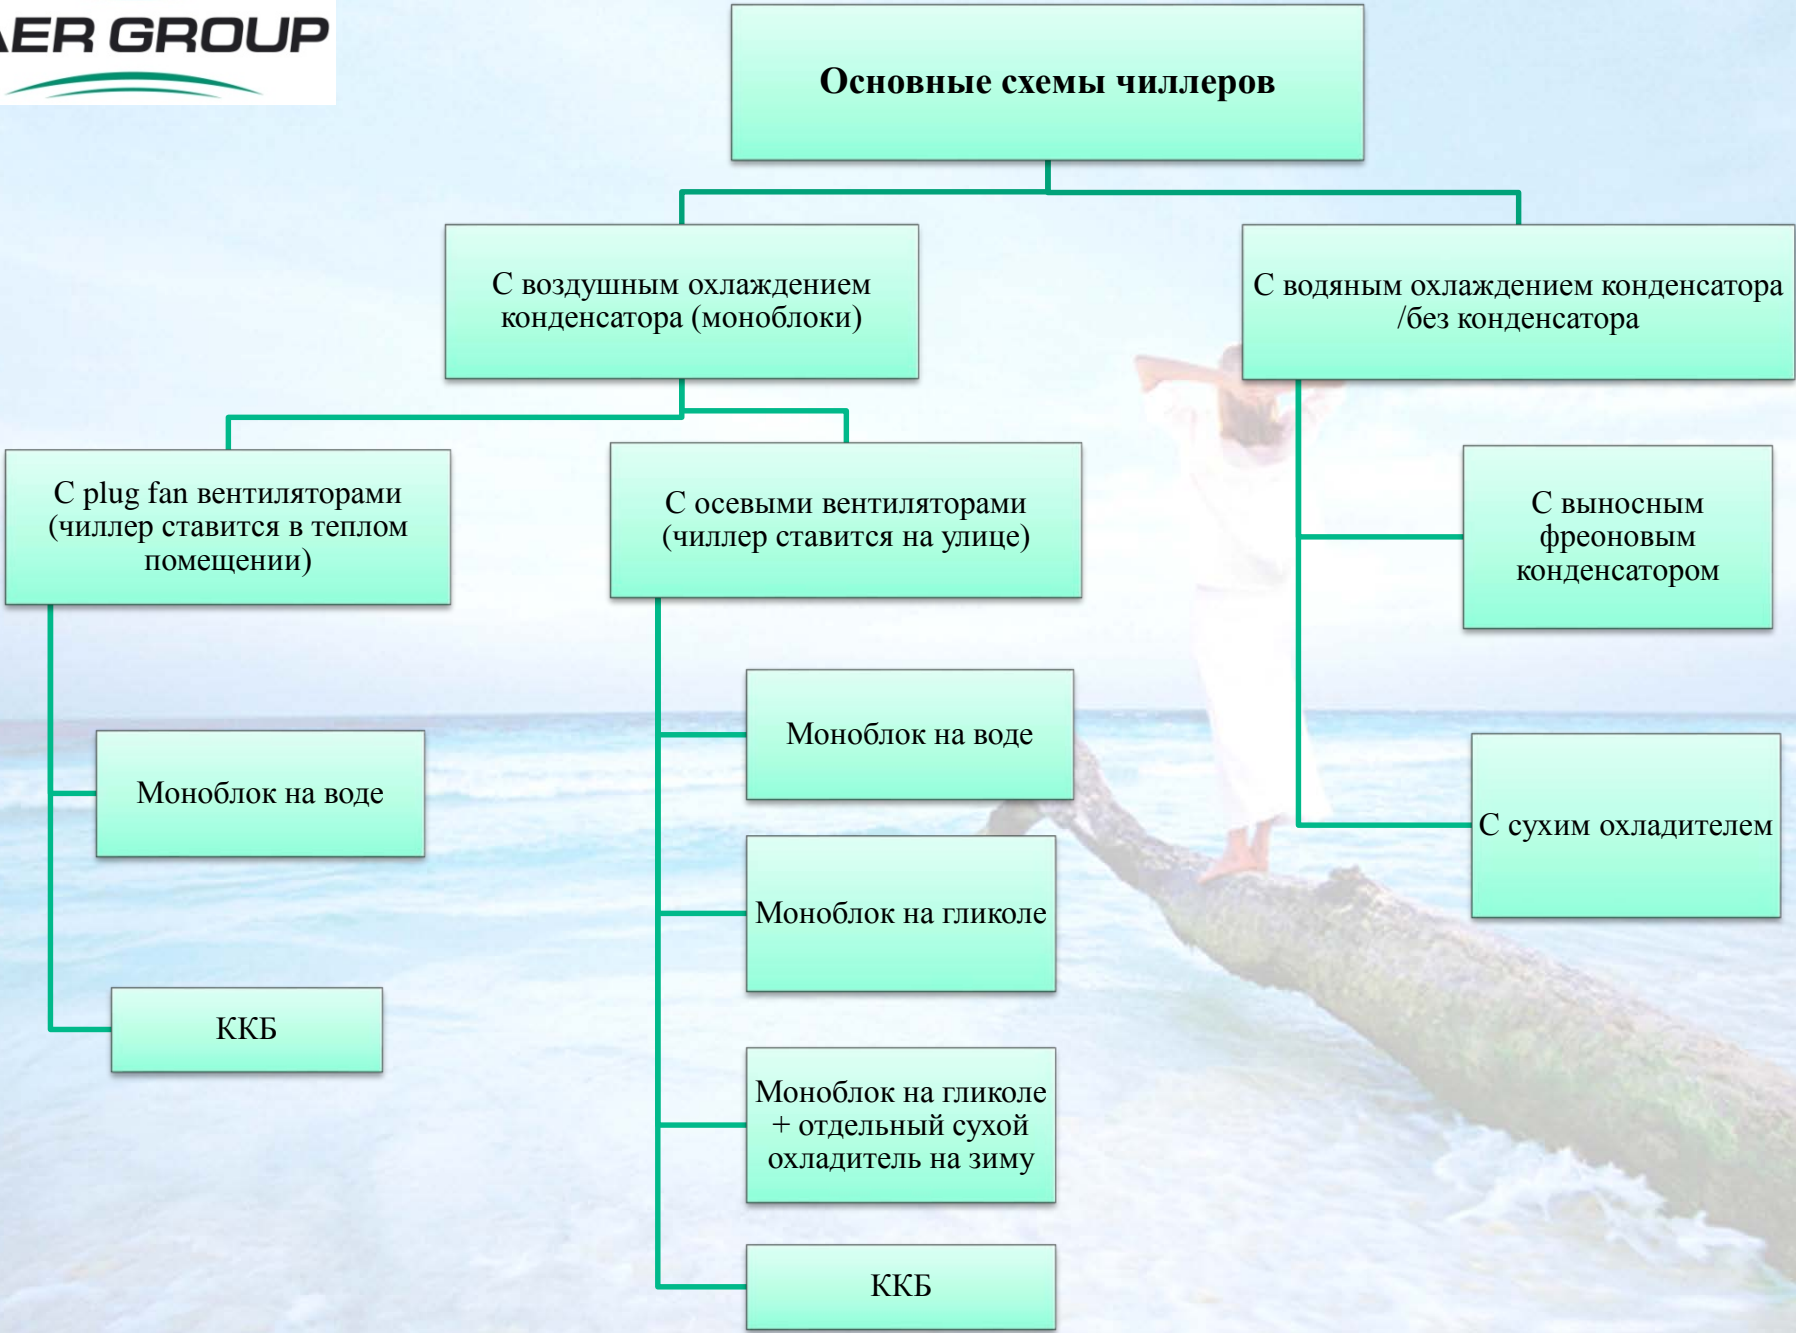 AER GROUP
Основные схемы чиллеров
С воздушным охлаждением
конденсатора (моноблоки)
С водяным охлаждением конденсатора
/без конденсатора
С plug fan вентиляторами
(чиллер ставится в теплом
помещении)
С осевыми вентиляторами
(чиллер ставится на улице)
С выносным
фреоновым
конденсатором
Моноблок на воде
ККБ
Моноблок на воде
Моноблок на гликоле
Моноблок на гликоле
+ отдельный сухой
охладитель на зиму
ККБ
С сухим охладителем